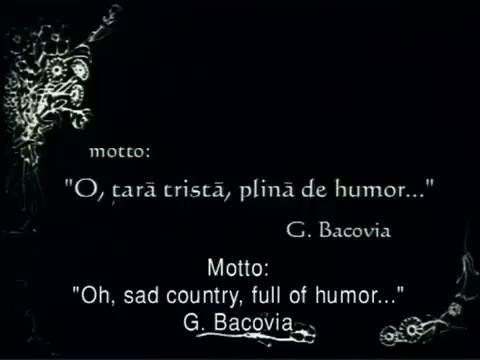 motto:
"O, țară tristă, plină de humor..."
G. Bacovia
Motto:
"Oh, sad country, full of humor..."
G. Bacovia